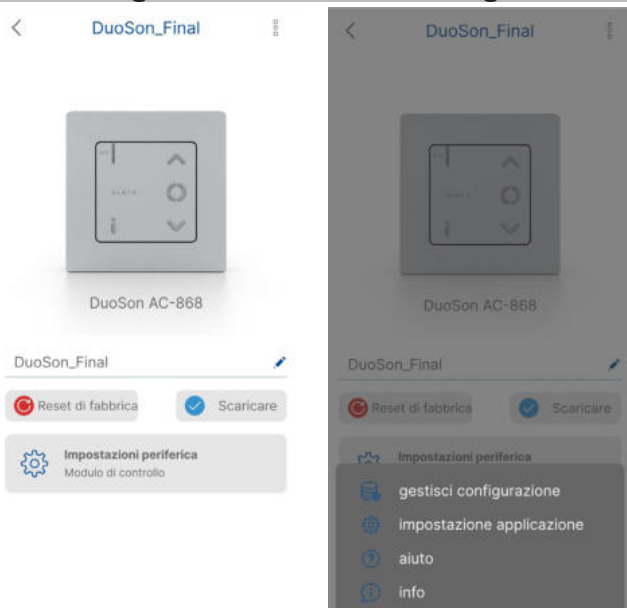 DuoSon_Final
DuoSon AC-868
DuoSon_Final
Reset di fabbrica
Scaricare
Impostazioni periferica
Modulo di controllo
DuoSon_Final
DuoSon AC-868
DuoSon_Final
Reset di fabbrica
Scaricare
Impostazioni periferica
gestisci configurazione
impostazione applicazione
aiuto
info